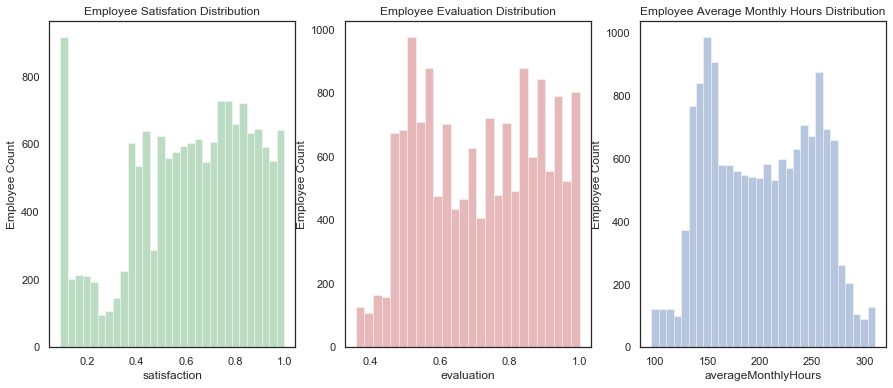 Employee Satisfation Distribution
Employee Count
800
600
400
200
0
0.2 0.4 0.6 0.8 1.0
satisfaction
Employee Evaluation Distribution
Employee Count
1000
800
600
400
200
0
0.4 0.6 0.8 1.0
evaluation
Employee Average Monthly Hours Distribution
Employee Count
1000
800
600
400
200
0
100 150 200 250 300
averageMonthlyHours